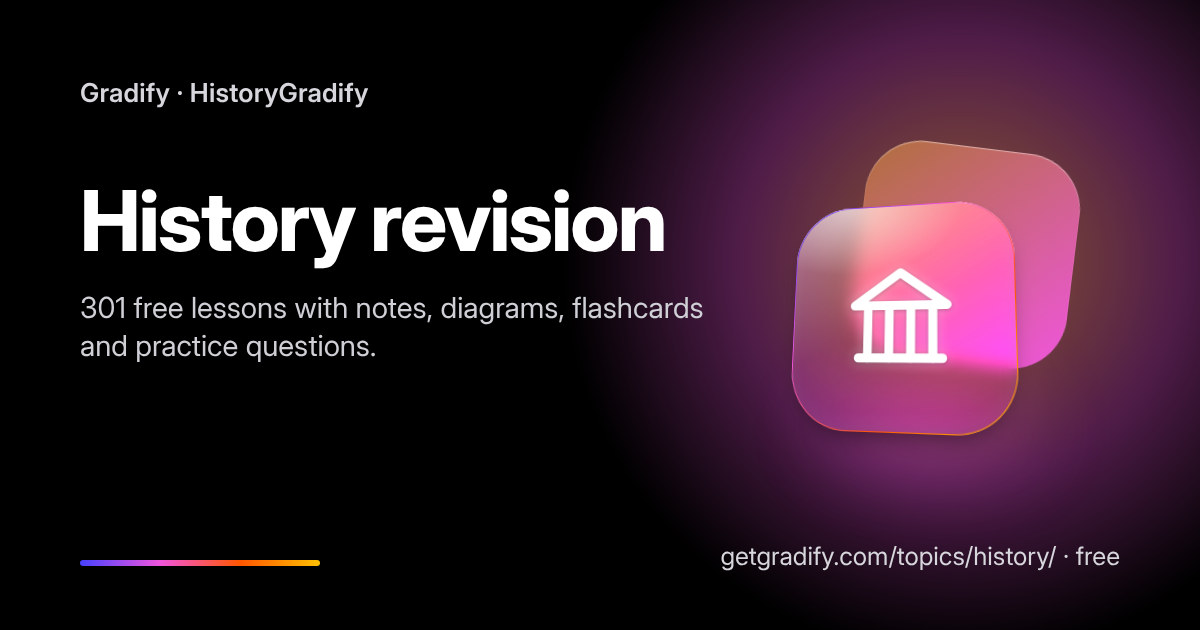 Gradify · HistoryGradify
History revision
301 free lessons with notes, diagrams, flashcards
and practice questions.
getgradify.com/topics/history/ · free